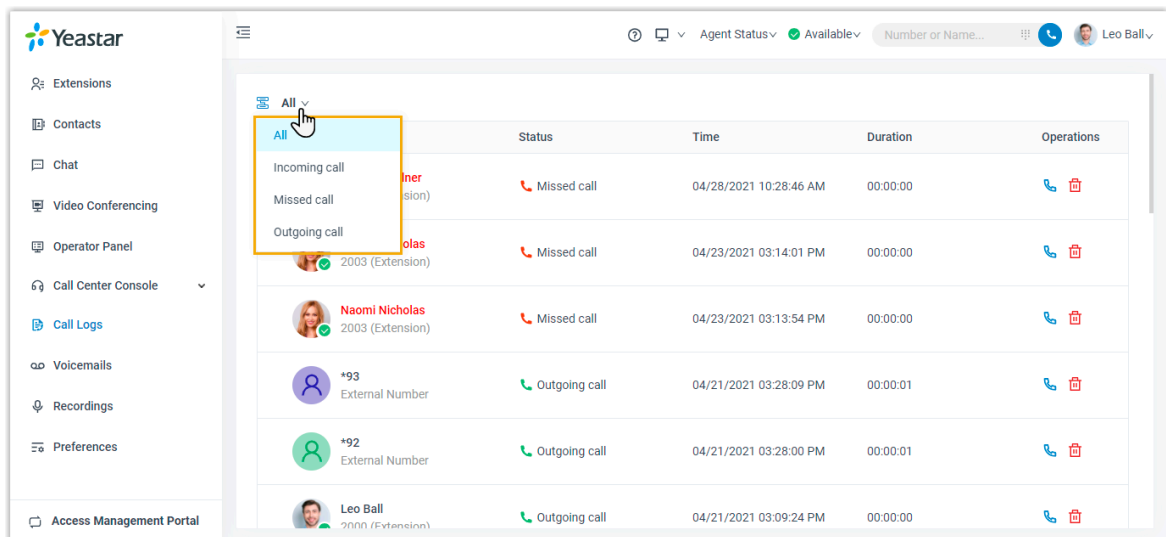 Yeastar
Agent Status Available Number or Name... Leo Ball
Extensions
Contacts
Chat
Video Conferencing
Operator Panel
Call Center Console
Call Logs
Voicemails
Recordings
Preferences
Access Management Portal
All
All
Incoming call
Missed call
Outgoing call
Status Time Duration Operations
Missed call 04/28/2021 10:28:46 AM 00:00:00
2003 (Extension)
Missed call 04/23/2021 03:14:01 PM 00:00:00
Naomi Nicholas
2003 (Extension)
Missed call 04/23/2021 03:13:54 PM 00:00:00
*93
External Number
Outgoing call 04/21/2021 03:28:09 PM 00:00:01
*92
External Number
Outgoing call 04/21/2021 03:28:00 PM 00:00:01
Leo Ball
2000 (Extension)
Outgoing call 04/21/2021 03:09:24 PM 00:00:00